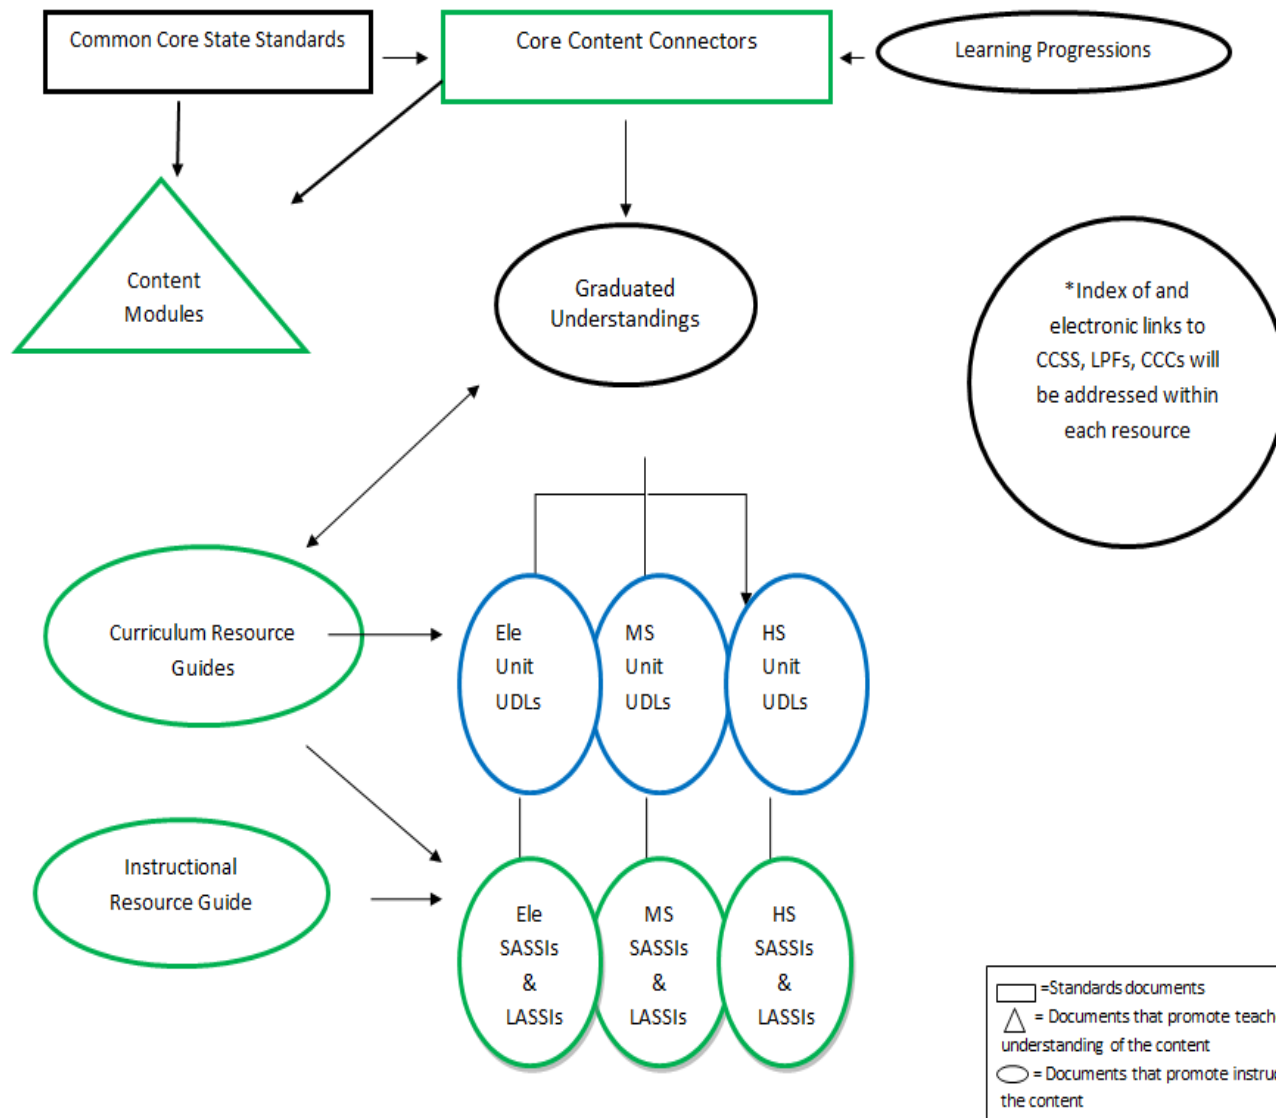 Common Core State Standards
Core Content Connectors
Learning Progressions
Content
Modules
Graduated
Understandings
*Index of and
electronic links to
CCSS, LPFs, CCCs will
be addressed within
each resource
Curriculum Resource
Guides
Ele
Unit
UDLs
MS
Unit
UDLs
HS
Unit
UDLs
Instructional
Resource Guide
Ele
SASSIs
&
LASSIs
MS
SASSIs
&
LASSIs
HS
SASSIs
&
LASSIs
=Standards documents
= Documents that promote
understanding of the content
= Documents that promote
the content